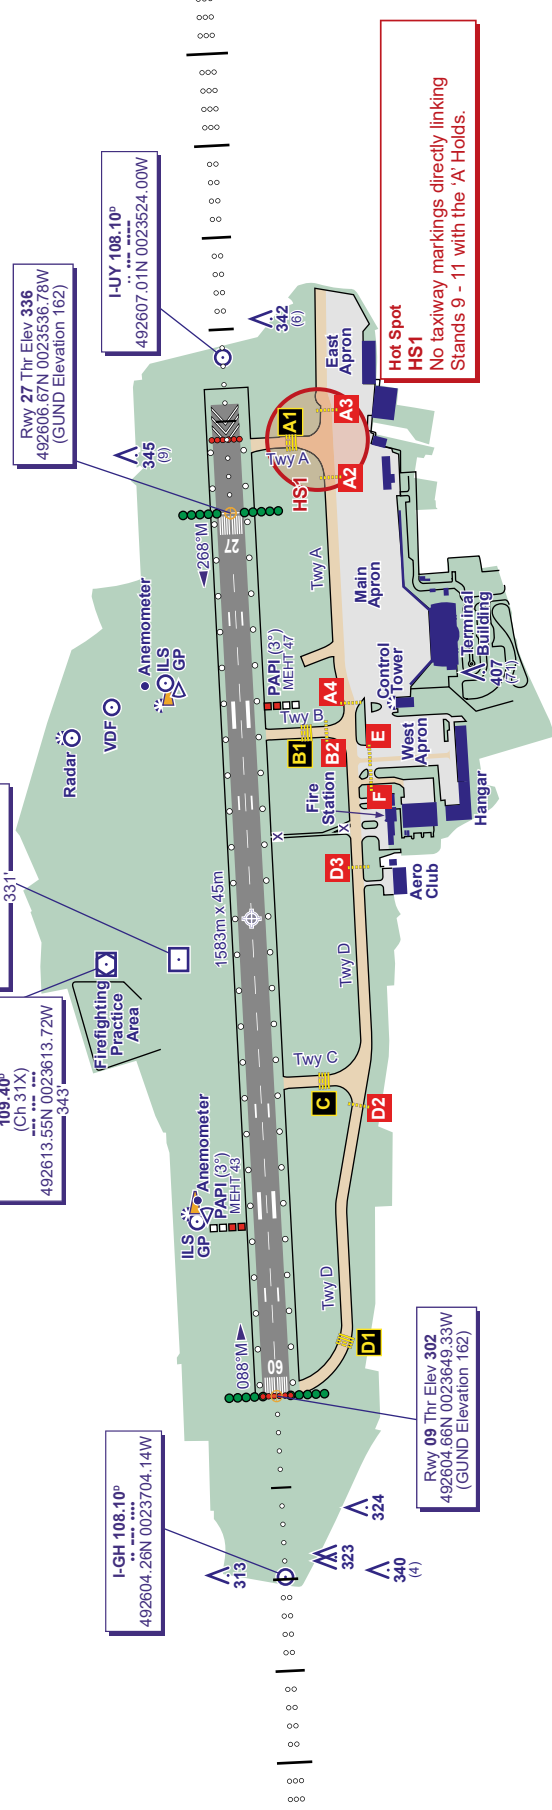 I-UY 108.10ᴰ
.. ▬▬▬
492607.01N 0023524.00W
Rwy 27 Thr Elev 336
492606.67N 0023536.78W
(GUND Elevation 162)
Hot Spot
HS1
No taxiway markings directly linking
Stands 9 - 11 with the 'A' Holds.
342
(6)
345
(9)
East
Apron
A1
A3
Twy A
HS1
A2
27
268°M
Twy A
Main
Apron
Anemometer
ILS
GP
VDF
Radar
PAPI (3°)
MEHT 47
Twy B
A4
B1
B2
Control
Tower
Terminal
Building
407
(71)
E
West
Apron
F
Fire
Station
Hangar
X
X
D3
Aero
Club
331'
1583m x 45m
Twy D
Firefighting
Practice
Area
109.40ᴰ
(Ch 31X)
492613.55N 0023613.72W
343'
Twy C
C
D2
Anemometer
ILS
GP
PAPI (3°)
MEHT 43
Twy D
D1
088°M
09
Rwy 09 Thr Elev 302
492604.66N 0023649.33W
(GUND Elevation 162)
I-GH 108.10ᴰ
492604.26N 0023704.14W
313
323
324
340
(4)